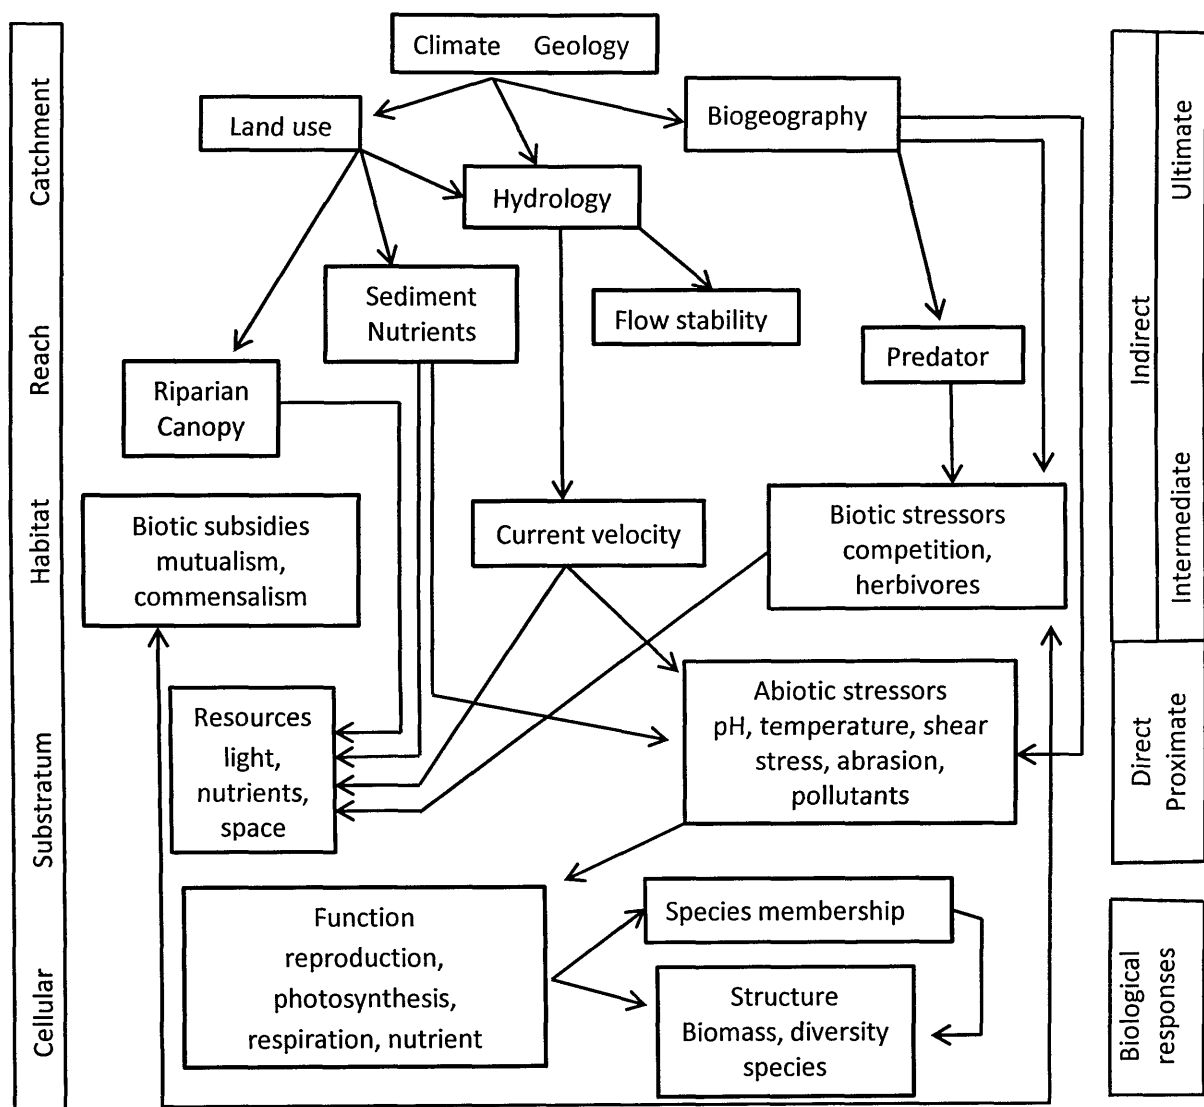 Climate Geology
Land use
Biogeography
Hydrology
Sediment
Nutrients
Flow stability
Predator
Riparian
Canopy
Biotic subsidies
mutualism,
commensalism
Current velocity
Biotic stressors
competition,
herbivores
Resources
light,
nutrients,
space
Abiotic stressors
pH, temperature, shear
stress, abrasion,
pollutants
Function
reproduction,
photosynthesis,
respiration, nutrient
Species membership
Structure
Biomass, diversity
species
Catchment
Reach
Habitat
Substratum
Cellular
Indirect
Ultimate
Intermediate
Direct
Proximate
Biological
responses